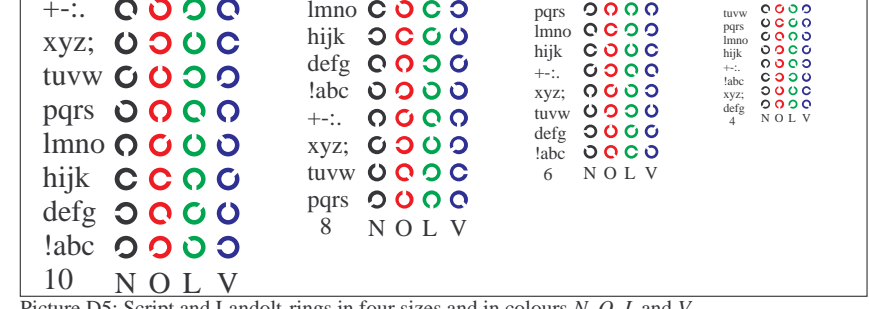 +-:.
xyz;
tuvw
pqrs
lmno
hijk
defg
!abc
10 N O L V
lmno
hijk
defg
!abc
+-:.
xyz;
tuvw
pqrs
8 N O L V
pqrs
lmno
hijk
+-:.
xyz;
tuvw
defg
!abc
6 N O L V
tuvw
pqrs
lmno
hijk
+-:.
!abc
xyz;
defg
4 N O L V
Picture D5: Script and Landolt-rings in four sizes and in colours N, O, L and V